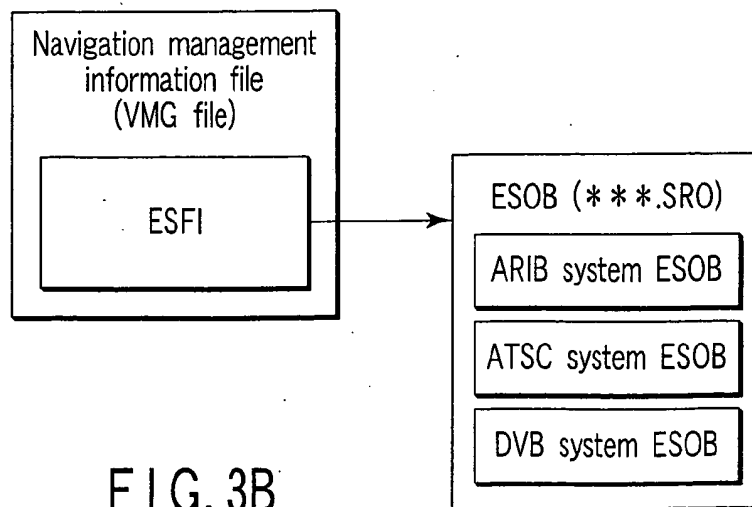 Navigation management
information file
(VMG file)
ESFI
ESOB (***.SRO)
ARIB system ESOB
ATSC system ESOB
DVB system ESOB
FIG. 3B